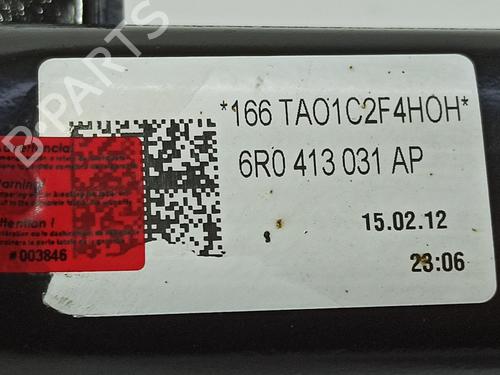 *166 TAO1C2F4HOH*
6R0 413 031 AP
15.02.12
23:06
Warning!
Attention !
#003846
B-PARTS